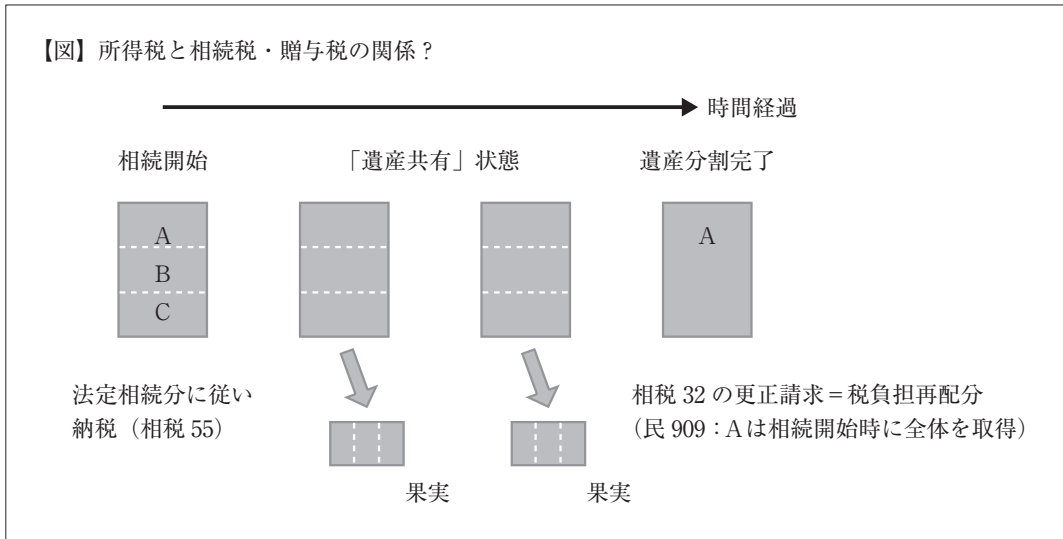 【図】所得税と相続税・贈与税の関係?
時間経過
相続開始
「遺産共有」状態
遺産分割完了
A
B
C
A
法定相続分に従い
納税（相税 55）
果実
果実
相税 32 の更正請求＝税負担再配分
（民 909：A は相続開始時に全体を取得）